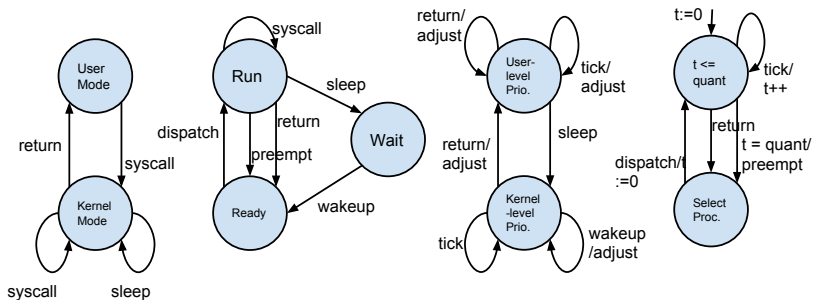 User
Mode
return
syscall
Kernel
Mode
syscall
sleep
syscall
Run
sleep
dispatch
return
preempt
Wait
Ready
wakeup
return/
adjust
User-
level
Prio.
tick/
adjust
return/
adjust
sleep
Kernel
-level
Prio.
tick
wakeup
/adjust
t:=0
t <=
quant
tick/
t++
return
t = quant/
preempt
dispatch/t
:=0
Select
Proc.